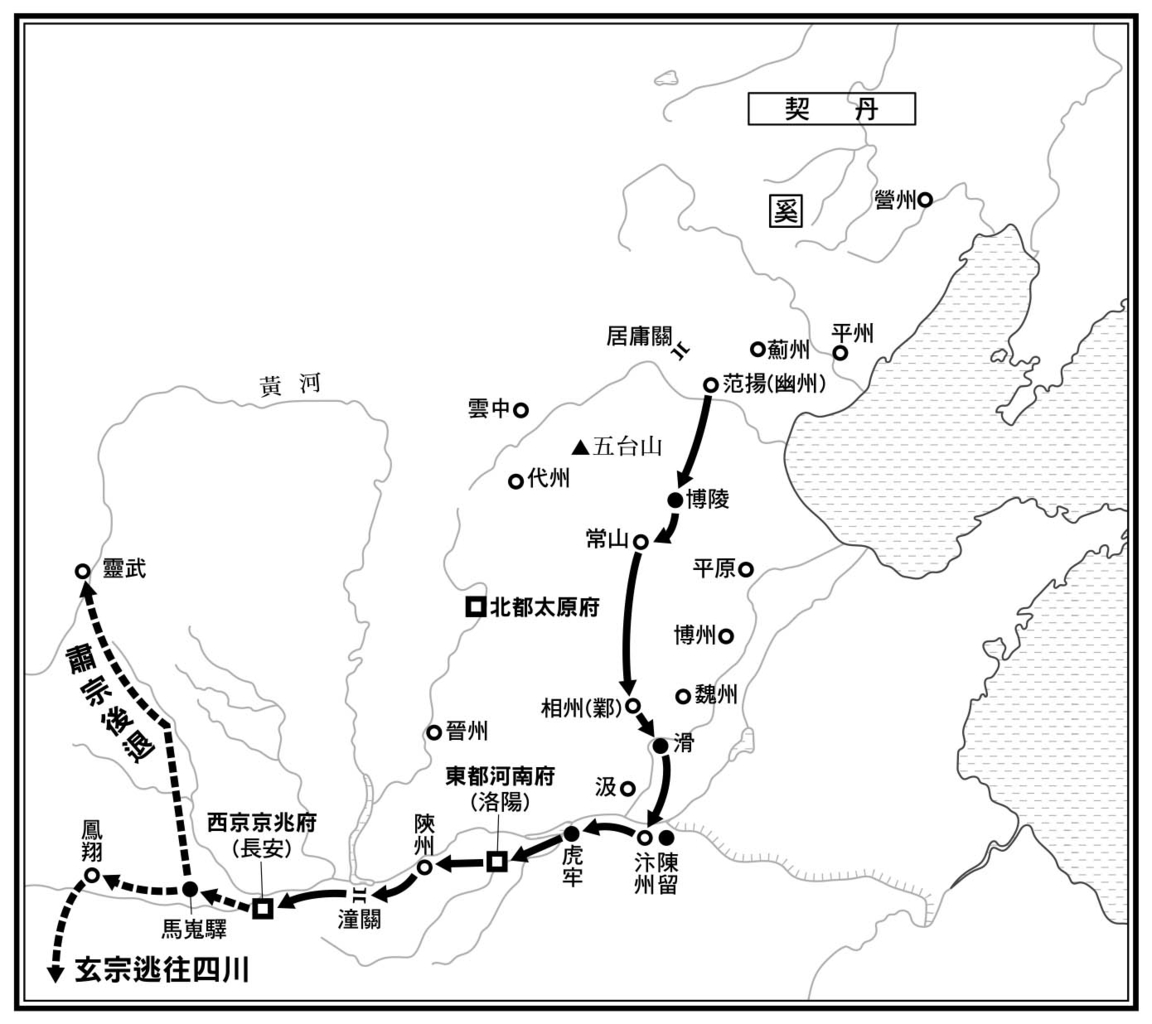 契丹
奚
營州
居庸關
薊州
平州
范揚(幽州)
黃河
雲中
五台山
代州
博陵
常山
平原
靈武
北都太原府
博州
肅宗後退
魏州
相州(鄴)
晉州
滑
東都河南府
(洛陽)
汲
西京京兆府
(長安)
陝州
鳳翔
虎牢
汴州
陳留
潼關
馬嵬驛
玄宗逃往四川